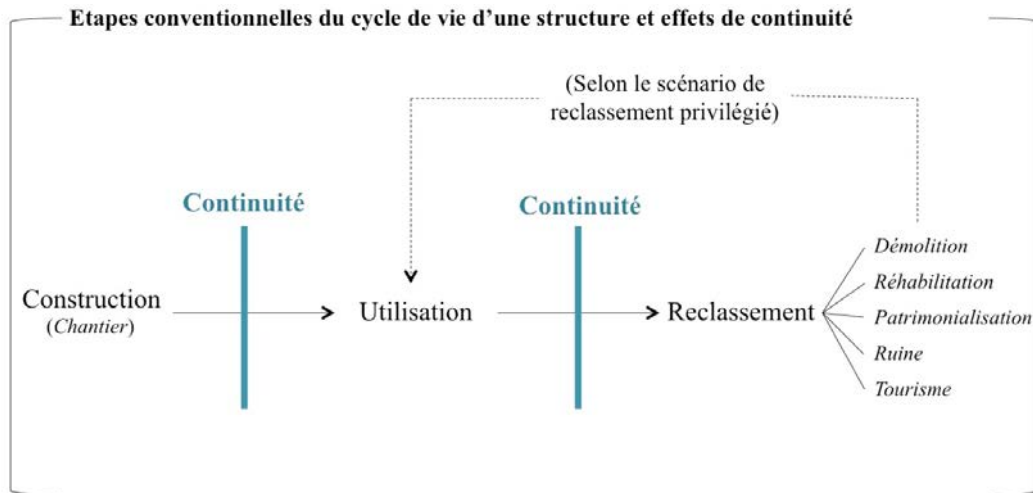 Etapes conventionnelles du cycle de vie d'une structure et effets de continuité
(Selon le scénario de
reclassement privilégié)
Continuité
Continuité
Construction
(Chantier)
Utilisation
Reclassement
Démolition
Réhabilitation
Patrimonialisation
Ruine
Tourisme